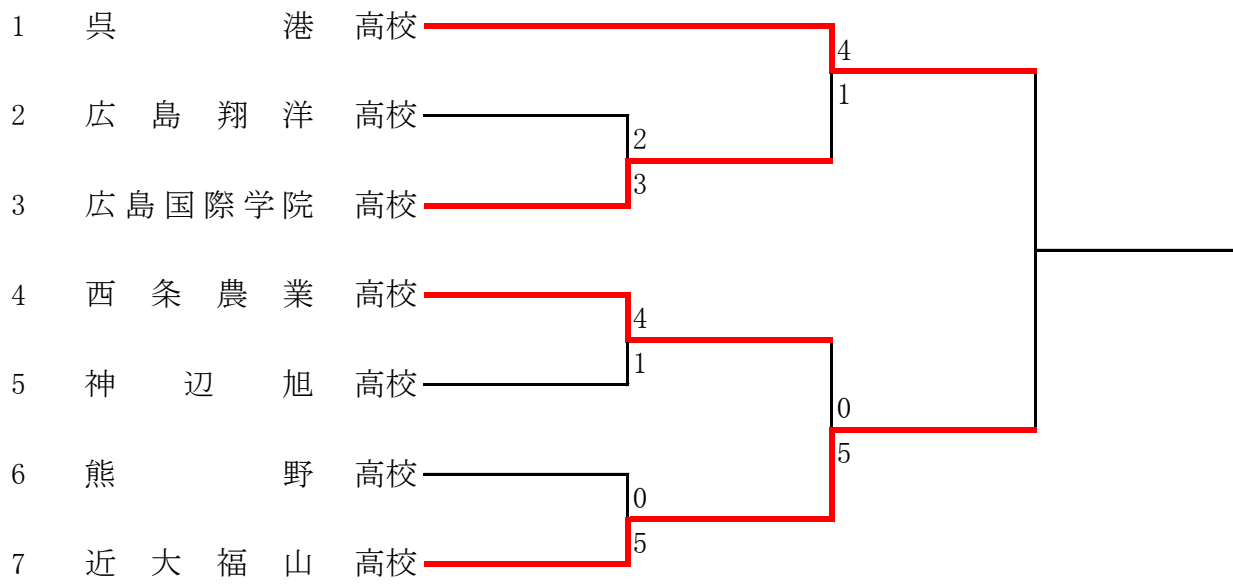 1 呉港 高校
4
1
2 広島翔洋 高校
2
3
3 広島国際学院 高校
4 西条農業 高校
4
1
5 神辺旭 高校
0
5
6 熊野 高校
0
5
7 近大福山 高校